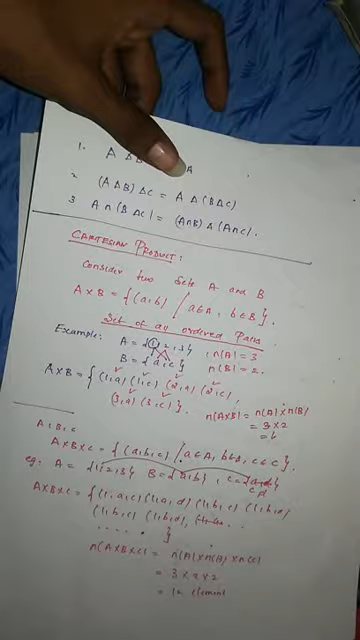 1. A Δ B A
2 (A Δ B) Δ C = A Δ (B Δ C)
3 A ∩ (B Δ C) = (A∩B) Δ (A∩C).
CARTESIAN PRODUCT:
Consider two sets A and B
A × B = {(a,b) / a∈A, b∈B}.
Set of all ordered pairs
Example: A = {1, 2, 3} ; n(A) = 3
B = {a, c} n(B) = 2.
A×B = { (1,a) (1,c) (2,a) (2,c),
(3,a) (3,c) }. n(A×B) = n(A) × n(B)
= 3 × 2
= 6
A, B, C
A×B×C = {(a,b,c) / a∈A, b∈B, c∈C}.
eg: A = {1, 2, 3} B = {a, b}, C = { c d }
A×B×C = {(1, a, c) (1, a, d) (1, b, c) (1, b, d)
(1, b, c) (1, b, d),
. . . . . }
n(A×B×C) = n(A) × n(B) × n(C)
= 3 × 2 × 2
= 12 element